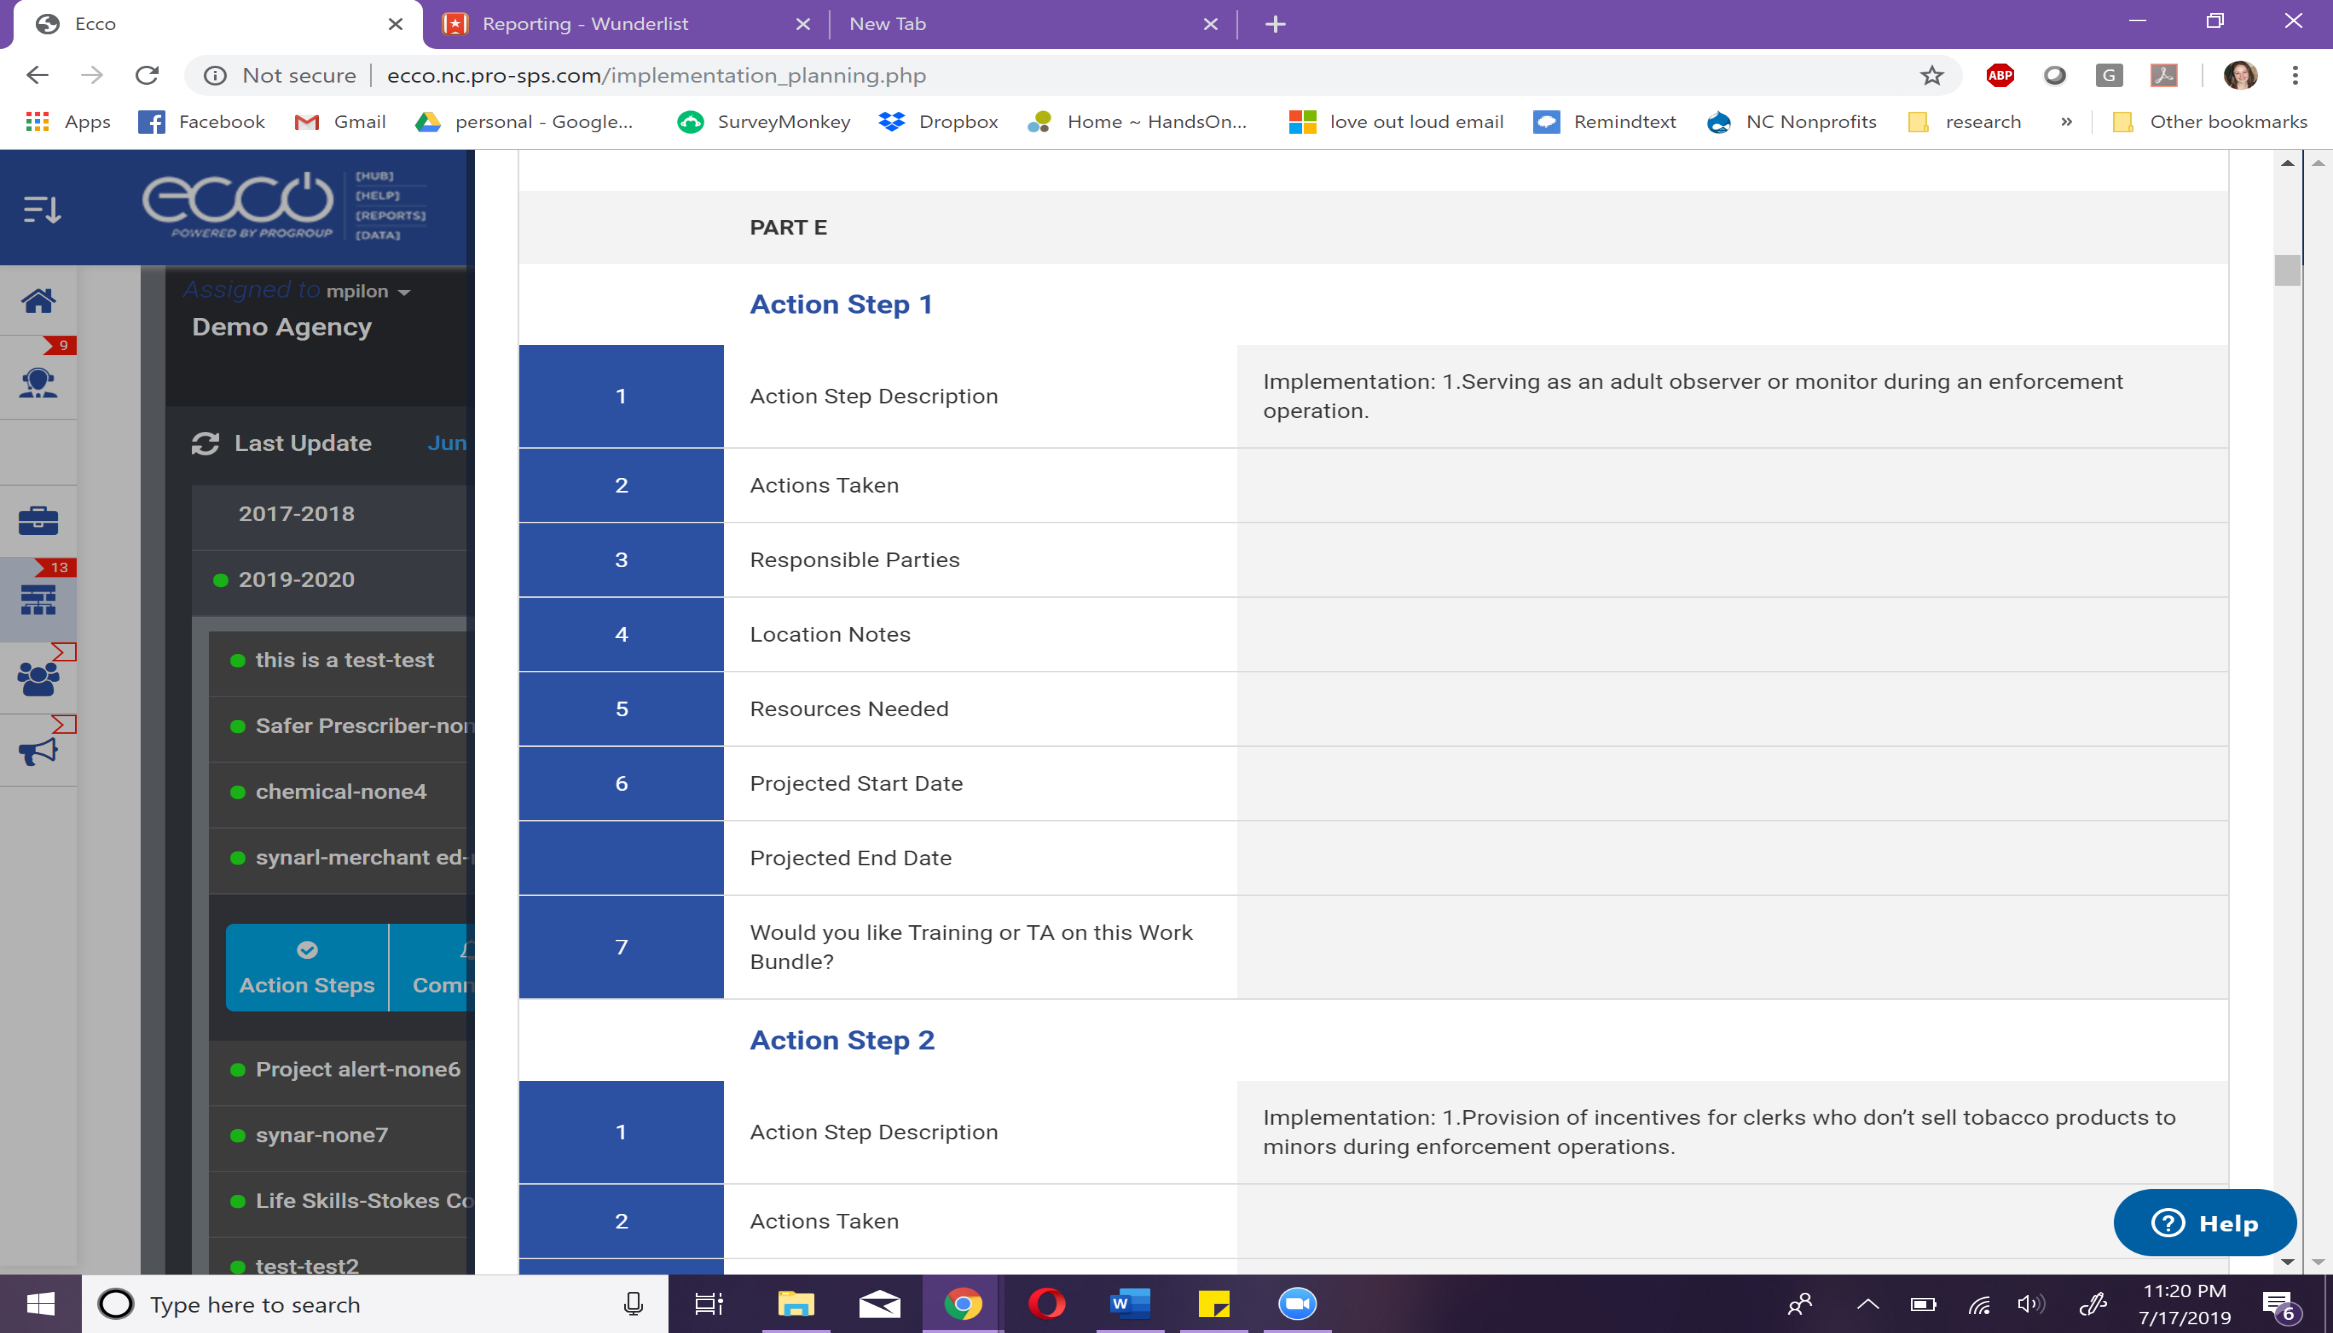 Ecco
Reporting - Wunderlist
New Tab
Not secure
ecco.nc.pro-sps.com/implementation_planning.php
ABP
G
Apps
Facebook
Gmail
personal - Google...
SurveyMonkey
Dropbox
Home ~ HandsOn...
love out loud email
Remindtext
NC Nonprofits
research
»
Other bookmarks
ecco
POWERED BY PROGROUP
[HUB]
[HELP]
[REPORTS]
[DATA]
9
13
Assigned to mpilon
Demo Agency
Last Update Jun
2017-2018
2019-2020
this is a test-test
Safer Prescriber-non
chemical-none4
synarl-merchant ed-
Action Steps
Comm
Project alert-none6
synar-none7
Life Skills-Stokes Co
test-test2
PART E
Action Step 1
1 Action Step Description Implementation: 1.Serving as an adult observer or monitor during an enforcement
operation.
2 Actions Taken
3 Responsible Parties
4 Location Notes
5 Resources Needed
6 Projected Start Date
Projected End Date
7 Would you like Training or TA on this Work
Bundle?
Action Step 2
1 Action Step Description Implementation: 1.Provision of incentives for clerks who don’t sell tobacco products to
minors during enforcement operations.
2 Actions Taken
Help
Type here to search
W
11:20 PM
7/17/2019
6